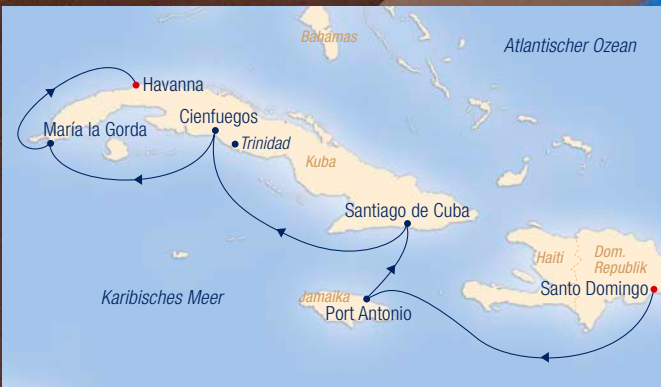 Bahamas
Atlantischer Ozean
Havanna
Cienfuegos
María la Gorda
Trinidad
Kuba
Santiago de Cuba
Haiti
Dom.
Republik
Karibisches Meer
Jamaika
Santo Domingo
Port Antonio